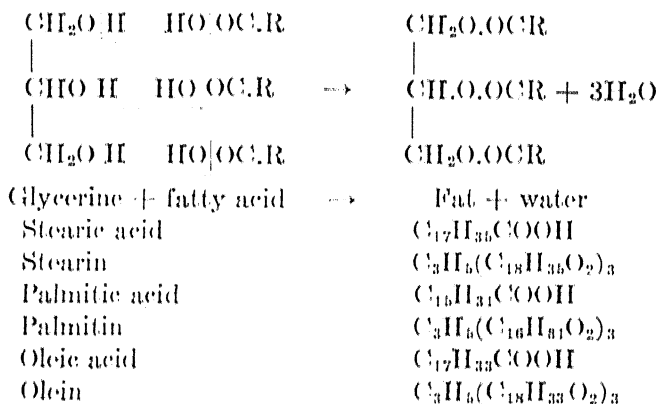 CH₂O H HO OC.R CH₂O.OCR
CHO H HO OC.R → CH.O.OCR + 3H₂O
CH₂O H HO|OC.R CH₂O.OCR
Glycerine + fatty acid → Fat + water
Stearic acid C₁₇H₃₅COOH
Stearin C₃H₅(C₁₈H₃₅O₂)₃
Palmitic acid C₁₅H₃₁COOH
Palmitin C₃H₅(C₁₆H₃₁O₂)₃
Oleic acid C₁₇H₃₃COOH
Olein C₃H₅(C₁₈H₃₃O₂)₃